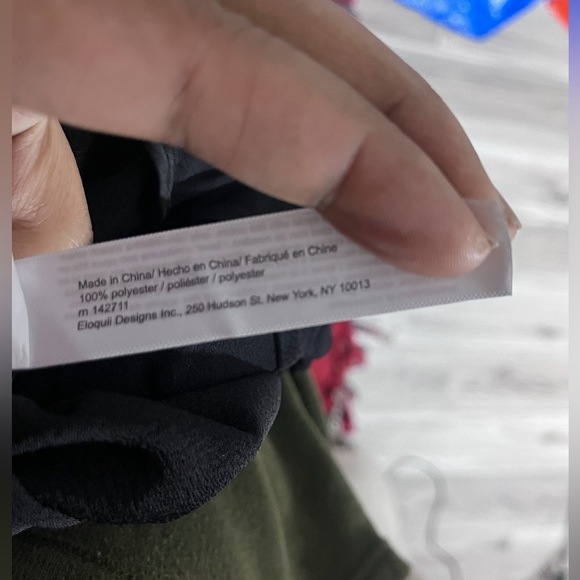 Made in China/ Hecho en China/ Fabriqué en Chine
100% polyester / poliéster / polyester
m 142711
Eloquii Designs Inc., 250 Hudson St. New York, NY 10013